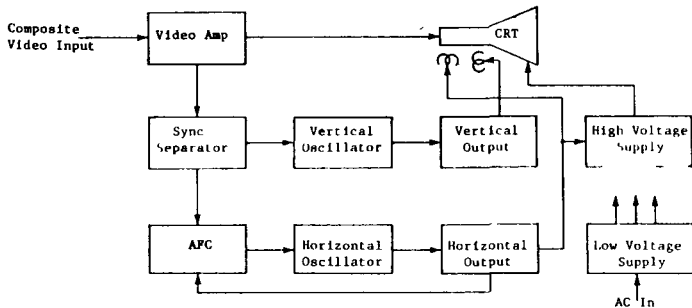 Composite
Video Input
Video Amp
CRT
Sync
Separator
Vertical
Oscillator
Vertical
Output
High Voltage
Supply
AFC
Horizontal
Oscillator
Horizontal
Output
Low Voltage
Supply
AC In